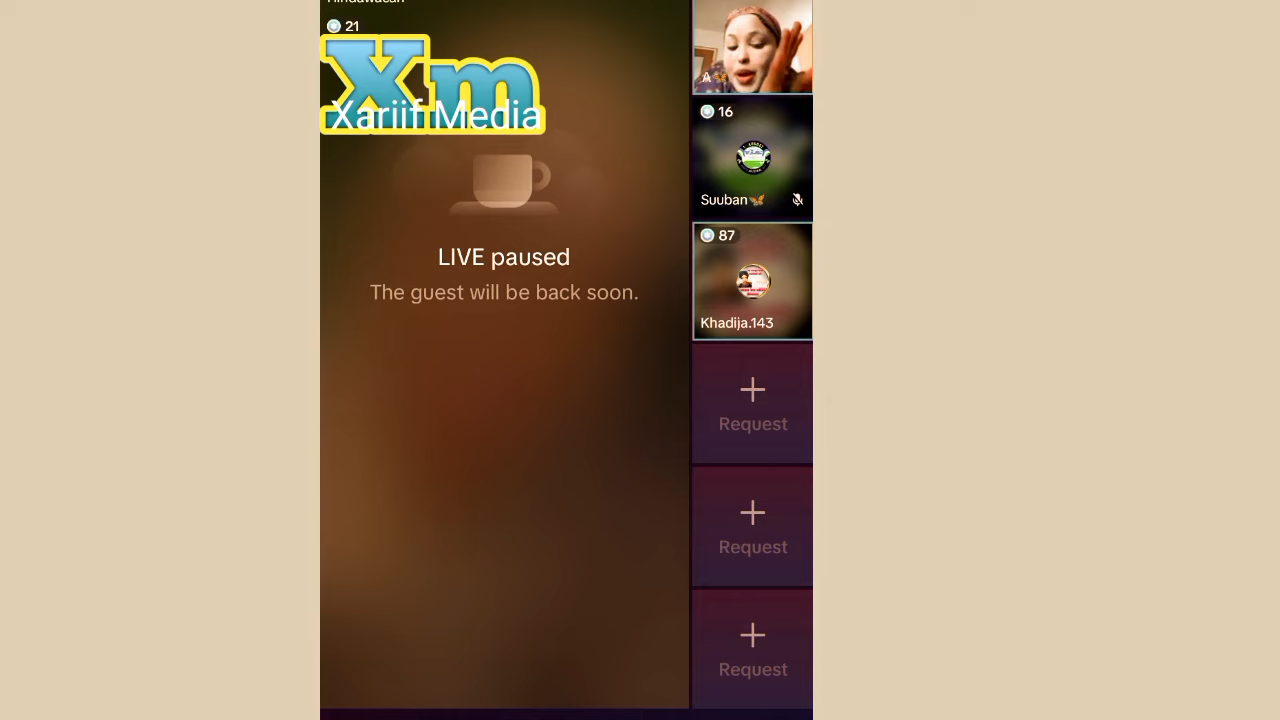 21
Xm
Xariif Media
LIVE paused
The guest will be back soon.
A🦋
16
Suuban🦋
87
Khadija.143
Request
Request
Request